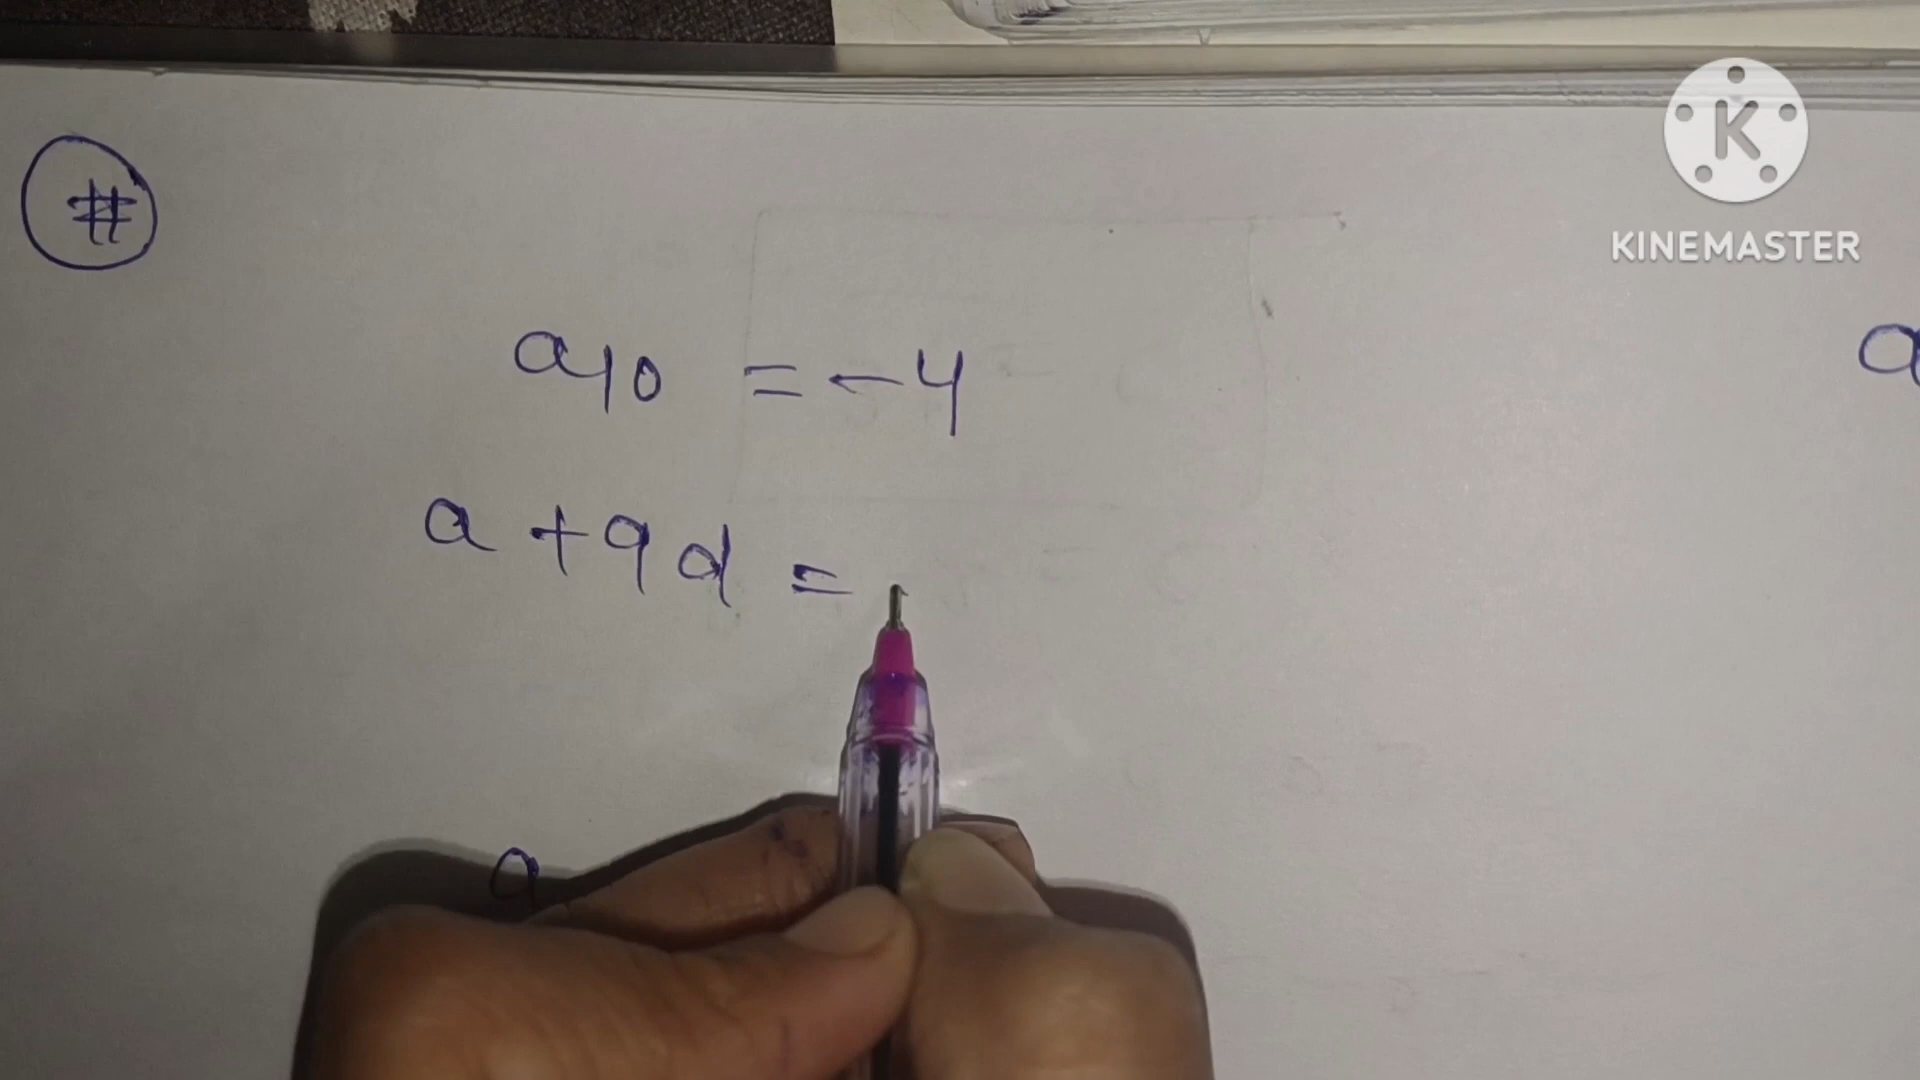 #
K
KINEMASTER
a10 = -4
a
a + 9d =
a